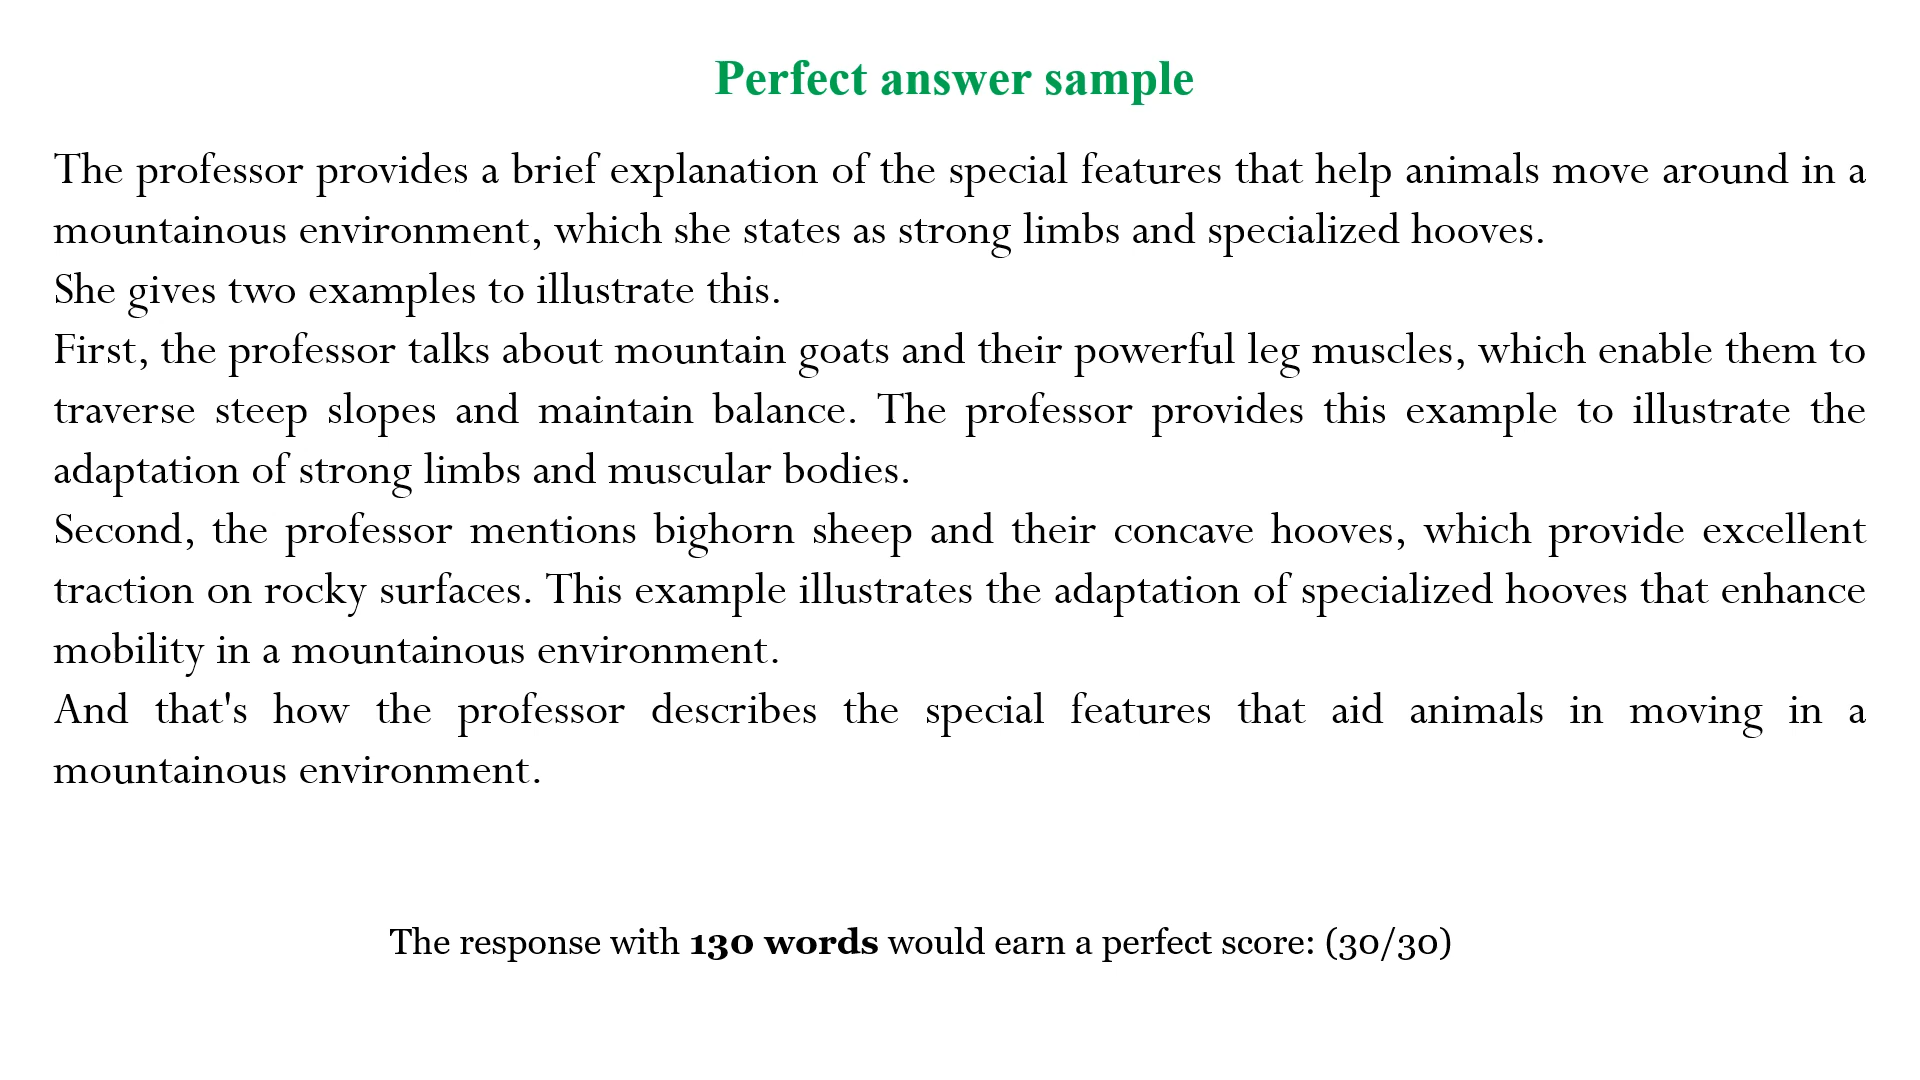 Perfect answer sample
The professor provides a brief explanation of the special features that help animals move around in a
mountainous environment, which she states as strong limbs and specialized hooves.
She gives two examples to illustrate this.
First, the professor talks about mountain goats and their powerful leg muscles, which enable them to
traverse steep slopes and maintain balance. The professor provides this example to illustrate the
adaptation of strong limbs and muscular bodies.
Second, the professor mentions bighorn sheep and their concave hooves, which provide excellent
traction on rocky surfaces. This example illustrates the adaptation of specialized hooves that enhance
mobility in a mountainous environment.
And that's how the professor describes the special features that aid animals in moving in a
mountainous environment.
The response with 130 words would earn a perfect score: (30/30)